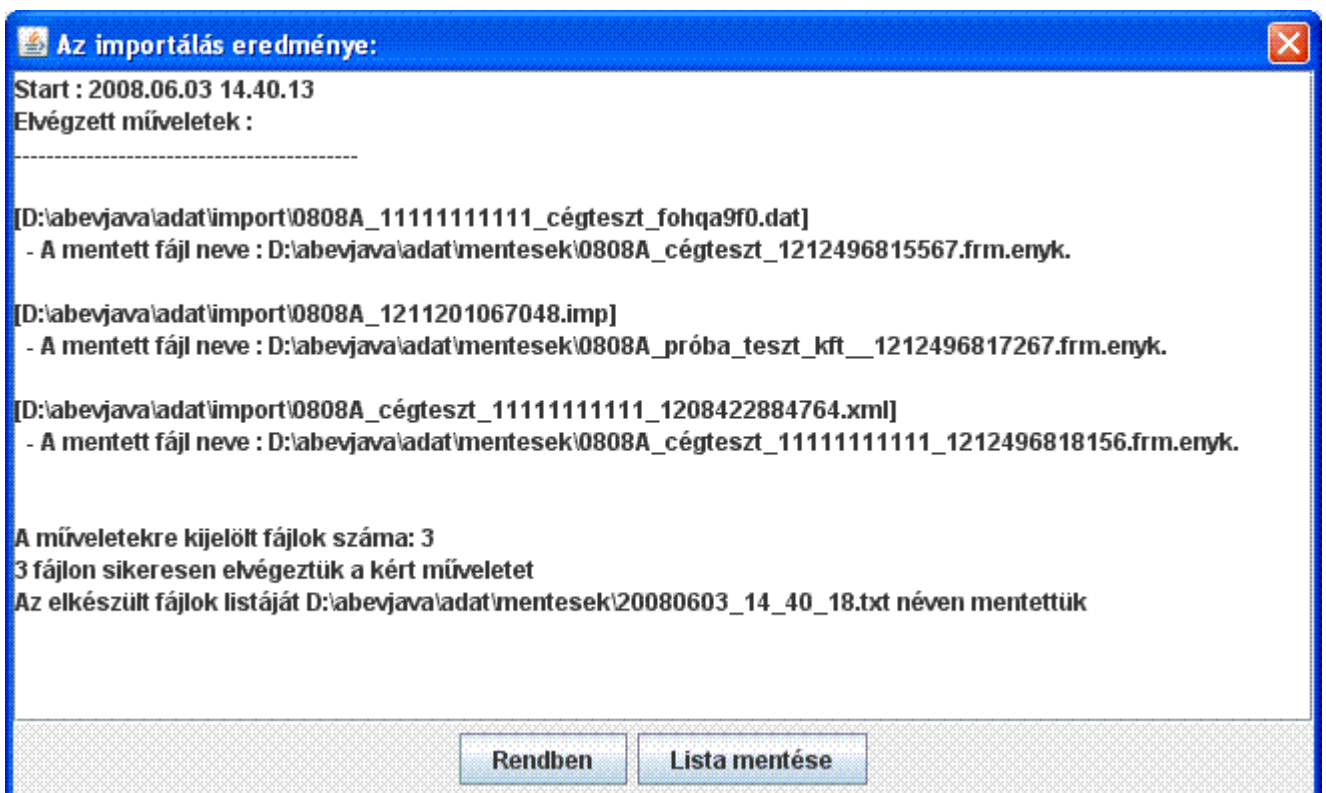 Az importálás eredménye:
Start : 2008.06.03 14.40.13
Elvégzett műveletek :
-------------------------------------------
[D:\abevjava\adat\import\0808A_11111111111_cégteszt_fohqa9f0.dat]
- A mentett fájl neve : D:\abevjava\adat\mentesek\0808A_cégteszt_1212496815567.frm.enyk.
[D:\abevjava\adat\import\0808A_1211201067048.imp]
- A mentett fájl neve : D:\abevjava\adat\mentesek\0808A_próba_teszt_kft__1212496817267.frm.enyk.
[D:\abevjava\adat\import\0808A_cégteszt_11111111111_1208422884764.xml]
- A mentett fájl neve : D:\abevjava\adat\mentesek\0808A_cégteszt_11111111111_1212496818156.frm.enyk.
A műveletekre kijelölt fájlok száma: 3
3 fájlon sikeresen elvégeztük a kért műveletet
Az elkészült fájlok listáját D:\abevjava\adat\mentesek\20080603_14_40_18.txt néven mentettük
Rendben Lista mentése